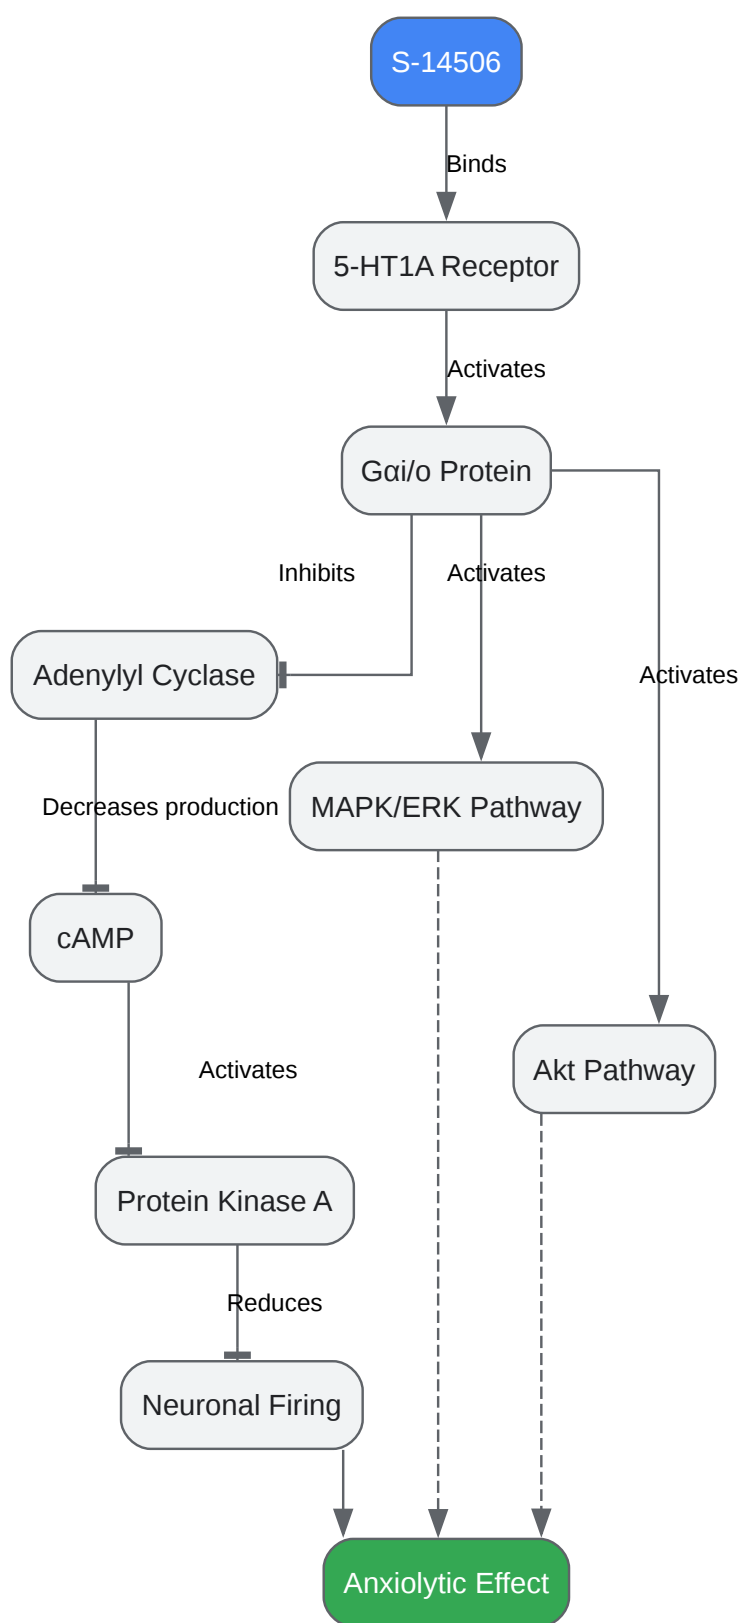 S-14506
Binds
5-HT1A Receptor
Activates
Gαi/o Protein
Inhibits
Activates
Activates
Adenylyl Cyclase
Decreases production
MAPK/ERK Pathway
cAMP
Activates
Akt Pathway
Protein Kinase A
Reduces
Neuronal Firing
Anxiolytic Effect